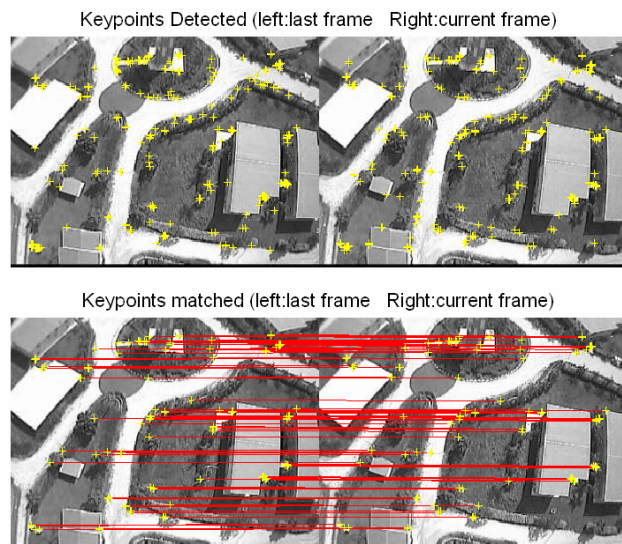 Keypoints Detected (left:last frame   Right:current frame)
Keypoints matched (left:last frame   Right:current frame)